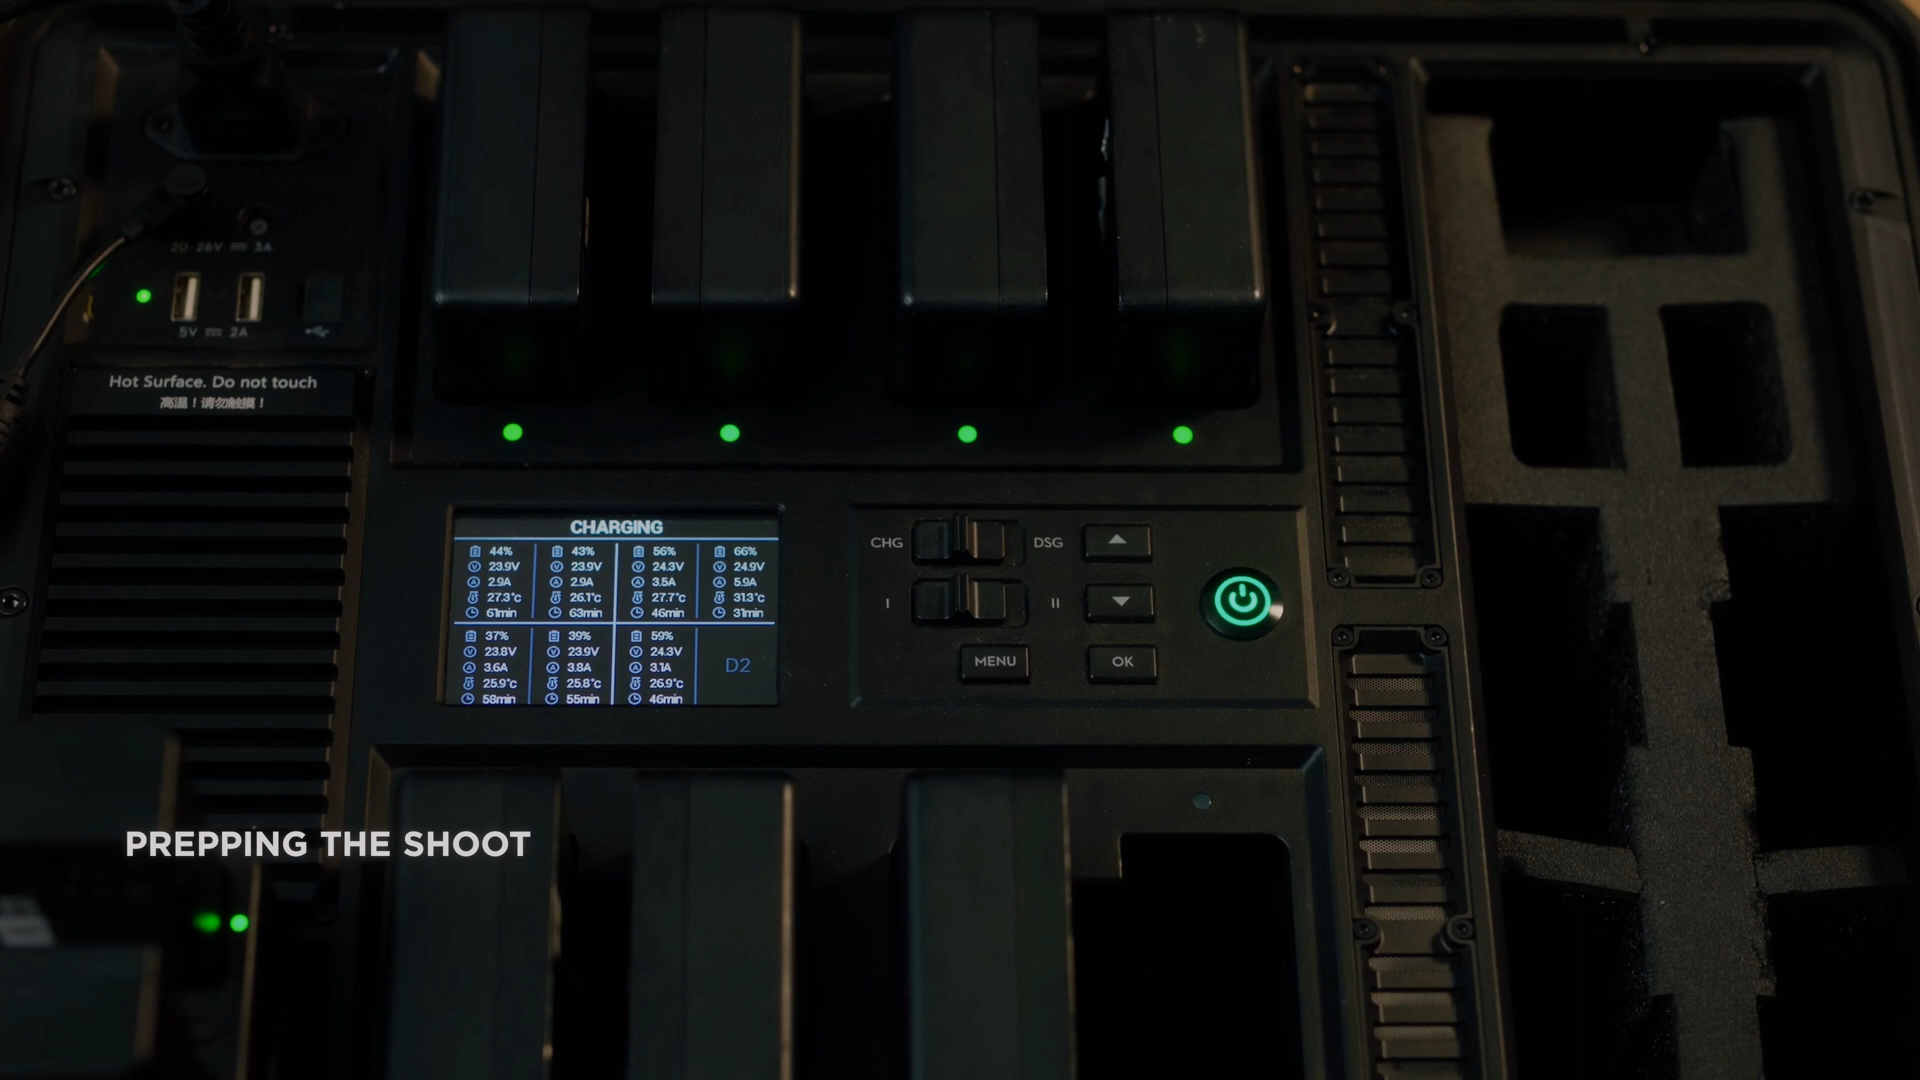 20-26V 3A
5V 2A
Hot Surface. Do not touch
高温！请勿触摸！
CHARGING
44% 43% 56% 66%
23.9V 23.9V 24.3V 24.9V
2.9A 2.9A 3.5A 5.9A
27.3°c 26.1°c 27.7°c 31.3°c
61min 63min 46min 31min
37% 39% 59%
23.8V 23.9V 24.3V
3.6A 3.8A 3.1A
D2
25.9°c 25.8°c 26.9°c
58min 55min 46min
CHG DSG
I II
MENU OK
PREPPING THE SHOOT